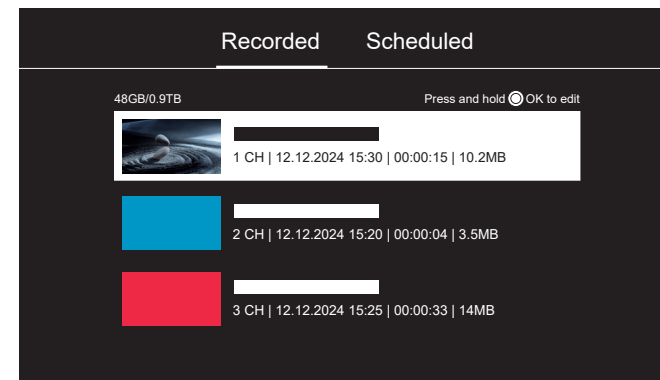 Recorded Scheduled
48GB/0.9TB Press and hold OK to edit
1 CH | 12.12.2024 15:30 | 00:00:15 | 10.2MB
2 CH | 12.12.2024 15:20 | 00:00:04 | 3.5MB
3 CH | 12.12.2024 15:25 | 00:00:33 | 14MB